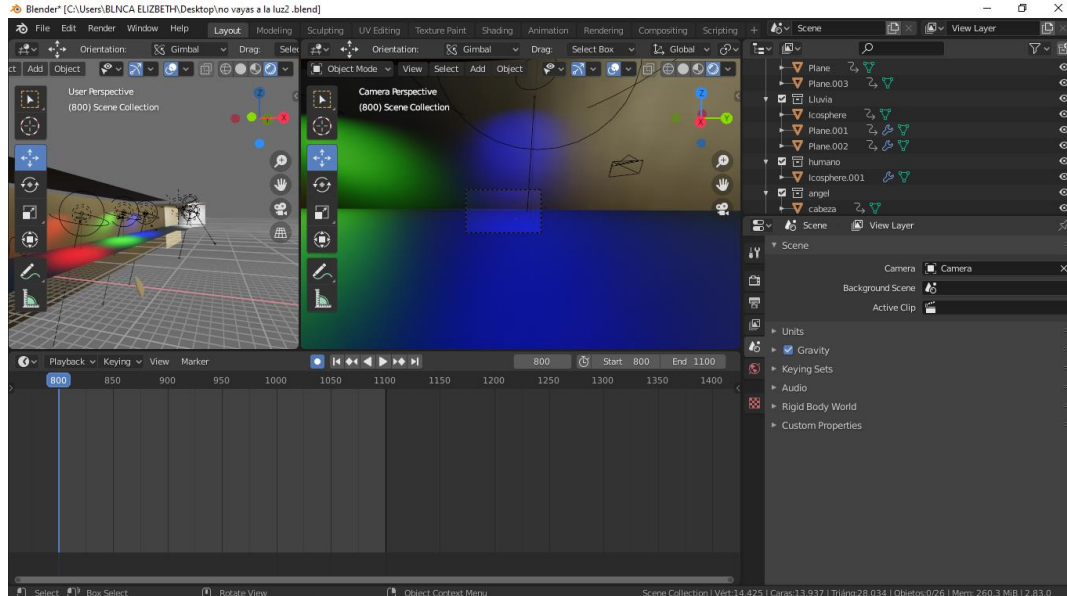 Blender* [C:\Users\BLNCA ELIZBETH\Desktop\no vayas a la luz2 .blend]
File Edit Render Window Help Layout Modeling Sculpting UV Editing Texture Paint Shading Animation Rendering Compositing Scripting + Scene View Layer
Orientation: Gimbal Drag: Selec Orientation: Gimbal Drag: Select Box Global
ct Add Object Object Mode View Select Add Object
User Perspective
(800) Scene Collection
Camera Perspective
(800) Scene Collection
Z
Y
X
Z
X
Y
Plane
Plane.003
Lluvia
Icosphere
Plane.001
Plane.002
humano
Icosphere.001
angel
cabeza
Scene View Layer
Scene
Camera Camera
Background Scene
Active Clip
Units
Gravity
Keying Sets
Audio
Rigid Body World
Custom Properties
Playback Keying View Marker 800 Start 800 End 1100
800 850 900 950 1000 1050 1100 1150 1200 1250 1300 1350 1400
Select Box Select Rotate View Object Context Menu Scene Collection | Vért:14.425 | Caras:13.937 | Triáng:28.034 | Objetos:0/26 | Mem: 260.3 MiB | 2.83.0